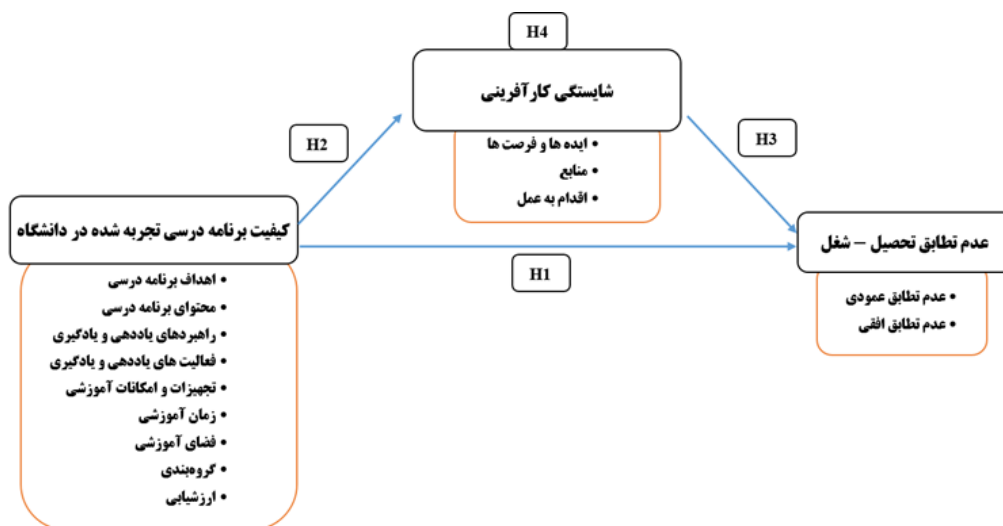 H4
شایستگی کارآفرینی
• ایده ها و فرصت ها
• منابع
• اقدام به عمل
H2
H3
کیفیت برنامه درسی تجربه شده در دانشگاه
• اهداف برنامه درسی
• محتوای برنامه درسی
• راهبردهای یاددهی و یادگیری
• فعالیت های یاددهی و یادگیری
• تجهیزات و امکانات آموزشی
• زمان آموزشی
• فضای آموزشی
• گروه‌بندی
• ارزشیابی
H1
عدم تطابق تحصیل – شغل
• عدم تطابق عمودی
• عدم تطابق افقی